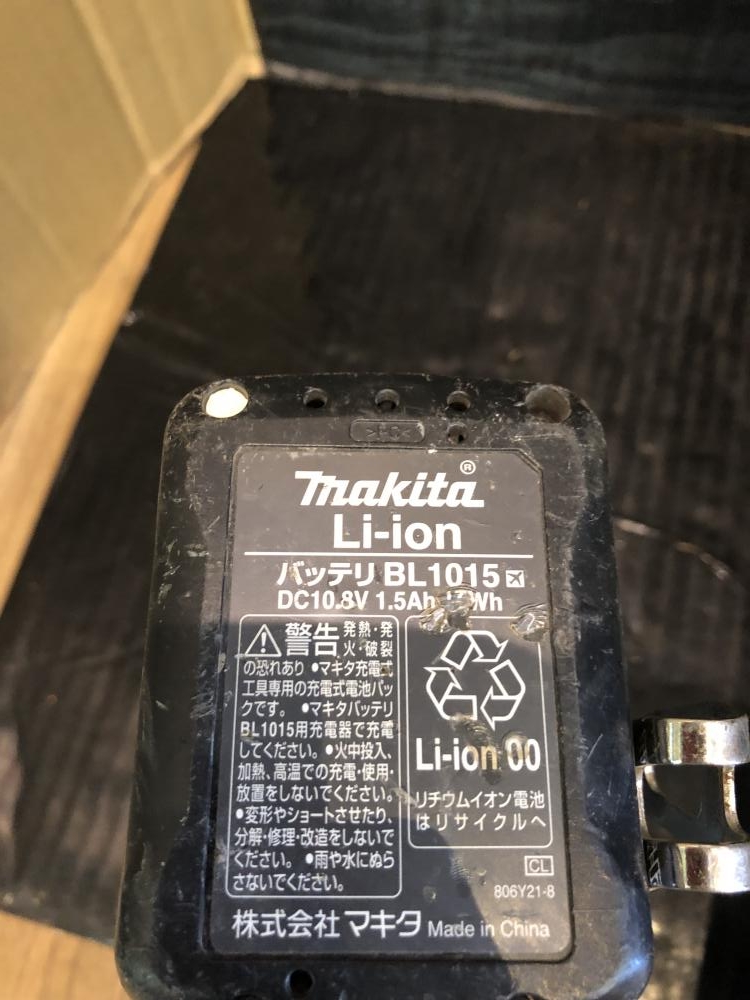 makita®
Li-ion
バッテリ BL1015
DC10.8V 1.5Ah Wh
警告 発熱・発
火・破裂
の恐れあり ●マキタ充電式
工具専用の充電式電池パッ
クです。 ●マキタバッテリ
BL1015用充電器で充電
してください。●火中投入、
加熱、高温での充電・使用・
放置をしないでください。
●変形やショートさせたり、
分解・修理・改造をしないで
ください。 ●雨や水にぬら
さないでください。
Li-ion 00
リチウムイオン電池
はリサイクルへ
CL
806Y21-8
株式会社 マキタ Made in China